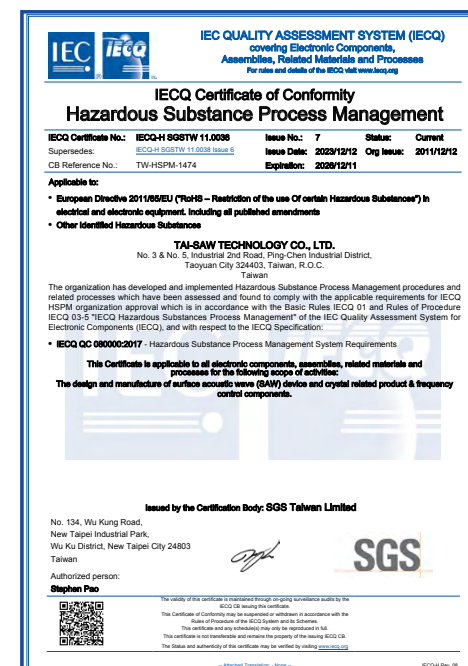 IEC IECQ
IEC QUALITY ASSESSMENT SYSTEM (IECQ)
covering Electronic Components,
Assemblies, Related Materials and Processes
For rules and details of the IECQ visit www.iecq.org
IECQ Certificate of Conformity
Hazardous Substance Process Management
IECQ Certificate No.: IECQ-H SGSTW 11.0038 Issue No.: 7 Status: Current
Supersedes: IECQ-H SGSTW 11.0038 Issue 6 Issue Date: 2023/12/12 Org Issue: 2011/12/12
CB Reference No.: TW-HSPM-1474 Expiration: 2026/12/11
Applicable to:
• European Directive 2011/65/EU ("RoHS – Restriction of the use Of certain Hazardous Substances") in
electrical and electronic equipment. Including all published amendments
• Other Identified Hazardous Substances
TAI-SAW TECHNOLOGY CO., LTD.
No. 3 & No. 5, Industrial 2nd Road, Ping-Chen Industrial District,
Taoyuan City 324403, Taiwan, R.O.C.
Taiwan
The organization has developed and implemented Hazardous Substance Process Management procedures and
related processes which have been assessed and found to comply with the applicable requirements for IECQ
HSPM organization approval which is in accordance with the Basic Rules IECQ 01 and Rules of Procedure
IECQ 03-5 "IECQ Hazardous Substances Process Management" of the IEC Quality Assessment System for
Electronic Components (IECQ), and with respect to the IECQ Specification:
• IECQ QC 080000:2017 - Hazardous Substance Process Management System Requirements
This Certificate is applicable to all electronic components, assemblies, related materials and
processes for the following scope of activities:
The design and manufacture of surface acoustic wave (SAW) device and crystal related product & frequency
control components.
Issued by the Certification Body: SGS Taiwan Limited
No. 134, Wu Kung Road,
New Taipei Industrial Park,
Wu Ku District, New Taipei City 24803
Taiwan
SGS
Authorized person:
Stephen Pao
The validity of this certificate is maintained through on-going surveillance audits by the
IECQ CB issuing this certificate.
This Certificate of Conformity may be suspended or withdrawn in accordance with the
Rules of Procedure of the IECQ System and its Schemes.
This certificate and any schedule(s) may only be reproduced in full.
This certificate is not transferable and remains the property of the issuing IECQ CB.
The Status and authenticity of this certificate may be verified by visiting www.iecq.org
-- Attached Translation: - None --
IECQ-H Rev. 08